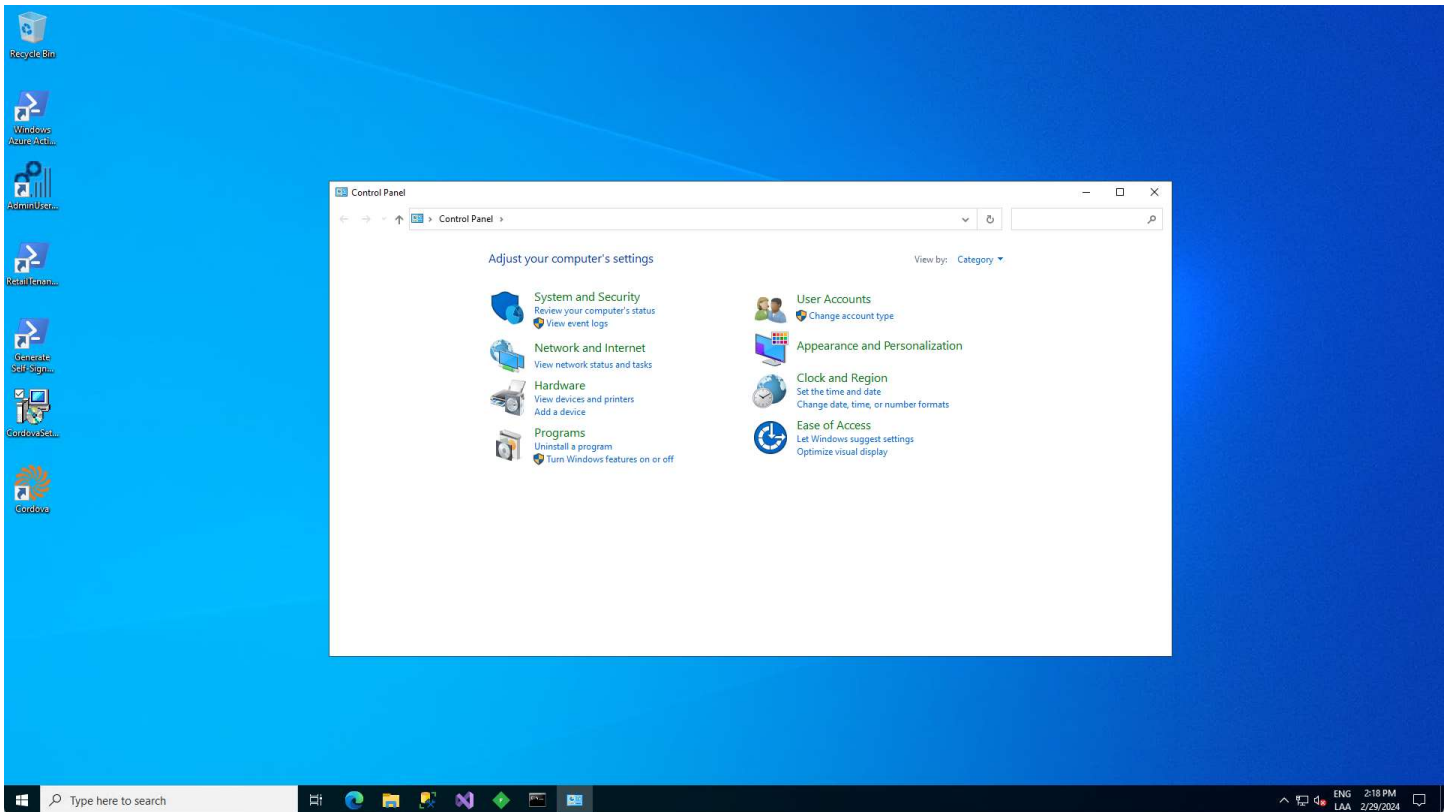 Recycle Bin
Windows
Azure Acti...
AdminUser...
RetailTenan...
Generate
Self-Sign...
CordovaSet...
Cordova
Control Panel
Control Panel
Adjust your computer's settings
View by: Category
System and Security
Review your computer's status
View event logs
Network and Internet
View network status and tasks
Hardware
View devices and printers
Add a device
Programs
Uninstall a program
Turn Windows features on or off
User Accounts
Change account type
Appearance and Personalization
Clock and Region
Set the time and date
Change date, time, or number formats
Ease of Access
Let Windows suggest settings
Optimize visual display
Type here to search
ENG 2:18 PM
LAA 2/29/2024